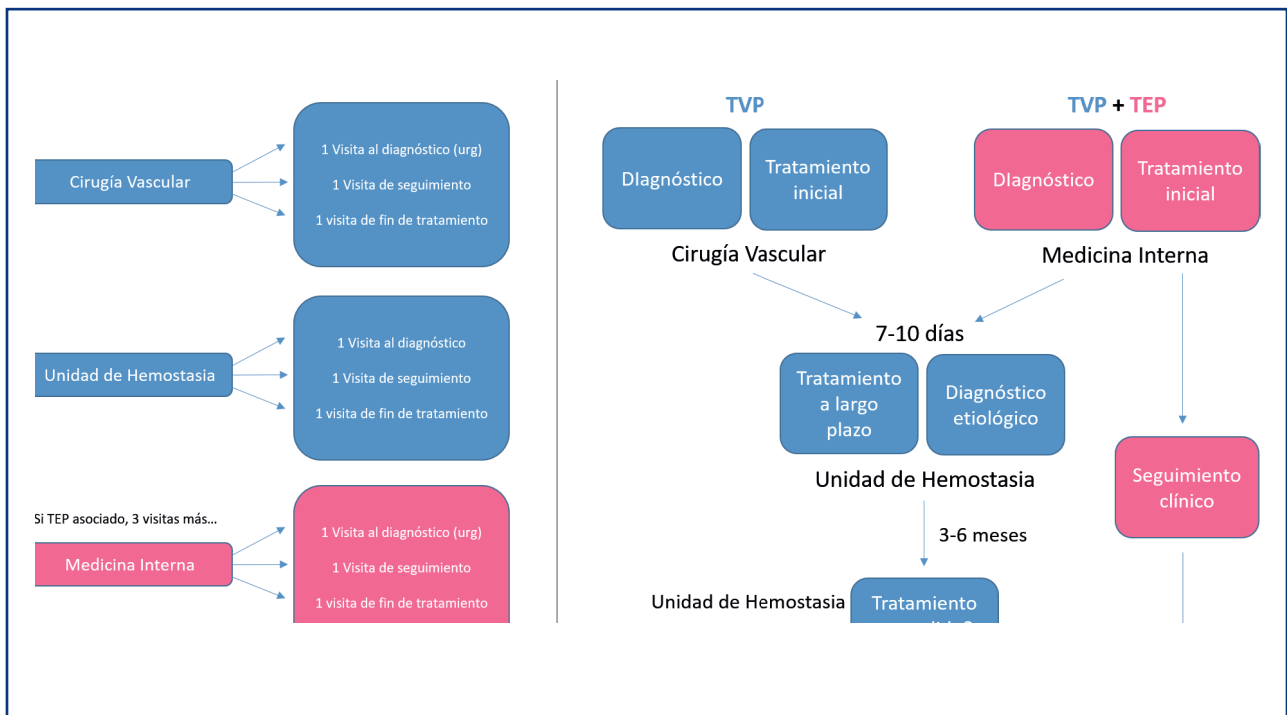 Cirugía Vascular
1 Visita al diagnóstico (urg)
1 Visita de seguimiento
1 visita de fin de tratamiento
Unidad de Hemostasia
1 Visita al diagnóstico
1 Visita de seguimiento
1 visita de fin de tratamiento
Si TEP asociado, 3 visitas más...
Medicina Interna
1 Visita al diagnóstico (urg)
1 Visita de seguimiento
1 visita de fin de tratamiento
TVP
DIagnóstico
Tratamiento
inicial
Cirugía Vascular
TVP + TEP
DIagnóstico
Tratamiento
inicial
Medicina Interna
7-10 días
Tratamiento
a largo
plazo
Diagnóstico
etiológico
Unidad de Hemostasia
Seguimiento
clínico
3-6 meses
Unidad de Hemostasia
Tratamiento